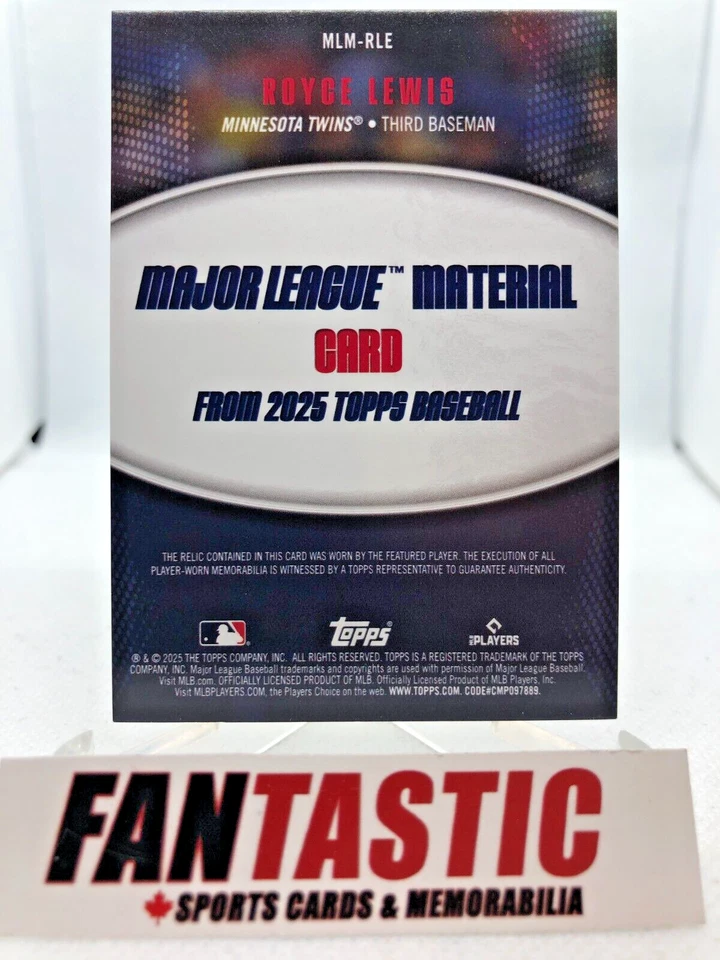 MLM-RLE
ROYCE LEWIS
MINNESOTA TWINS® • THIRD BASEMAN
MAJOR LEAGUE™ MATERIAL
CARD
FROM 2025 TOPPS BASEBALL
THE RELIC CONTAINED IN THIS CARD WAS WORN BY THE FEATURED PLAYER. THE EXECUTION OF ALL
PLAYER-WORN MEMORABILIA IS WITNESSED BY A TOPPS REPRESENTATIVE TO GUARANTEE AUTHENTICITY.
topps PLAYERS
® & © 2025 THE TOPPS COMPANY, INC. ALL RIGHTS RESERVED. TOPPS IS A REGISTERED TRADEMARK OF THE TOPPS
COMPANY, INC. Major League Baseball trademarks and copyrights are used with permission of Major League Baseball.
Visit MLB.com. OFFICIALLY LICENSED PRODUCT OF MLB. Officially Licensed Product of MLB Players, Inc.
Visit MLBPLAYERS.COM, the Players Choice on the web. WWW.TOPPS.COM. CODE#CMP097889.
FANTASTIC
SPORTS CARDS & MEMORABILIA